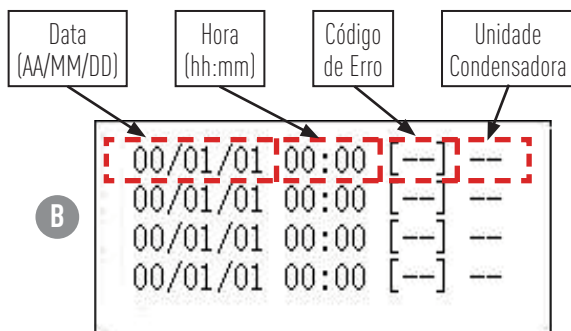 Data
(AA/MM/DD)
Hora
(hh:mm)
Código
de Erro
Unidade
Condensadora
B
00/01/01 00:00 [--] --
00/01/01 00:00 [--] --
00/01/01 00:00 [--] --
00/01/01 00:00 [--] --